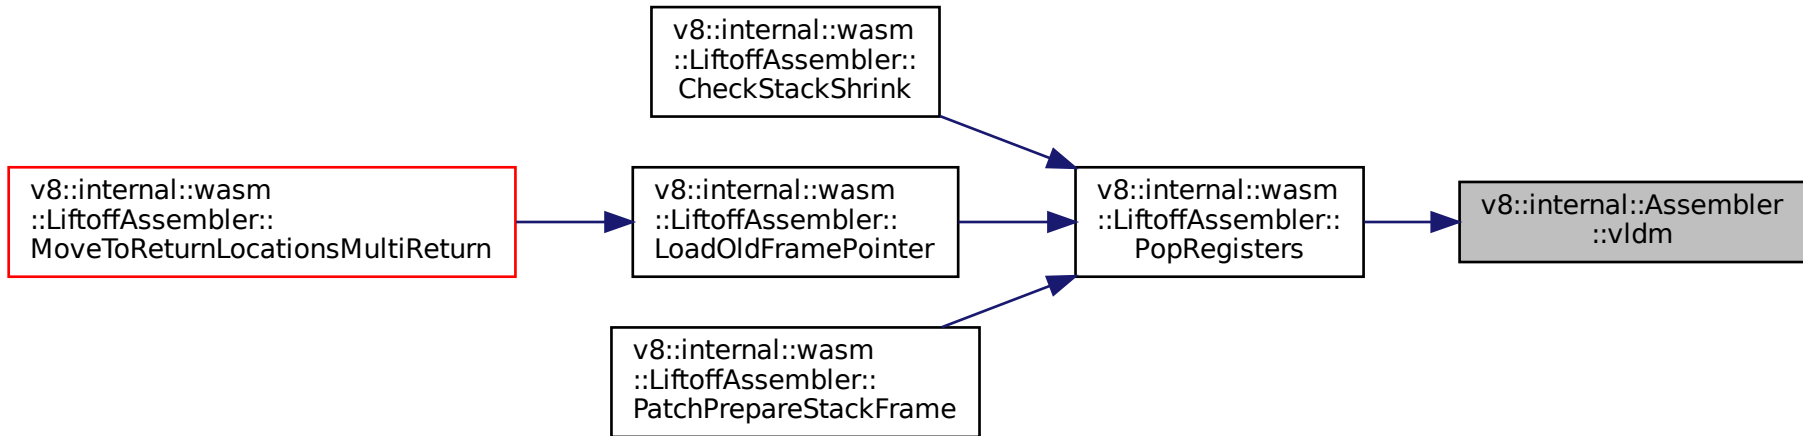 v8::internal::wasm
::LiftoffAssembler::
CheckStackShrink
v8::internal::wasm
::LiftoffAssembler::
MoveToReturnLocationsMultiReturn
v8::internal::wasm
::LiftoffAssembler::
LoadOldFramePointer
v8::internal::wasm
::LiftoffAssembler::
PopRegisters
v8::internal::Assembler
::vldm
v8::internal::wasm
::LiftoffAssembler::
PatchPrepareStackFrame